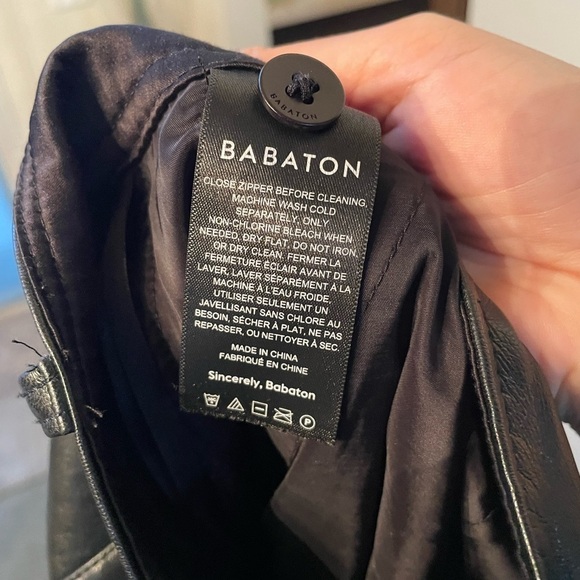 BABATON
BABATON
CLOSE ZIPPER BEFORE CLEANING,
MACHINE WASH COLD
SEPARATELY, ONLY
NON-CHLORINE BLEACH WHEN
NEEDED, DRY FLAT, DO NOT IRON,
OR DRY CLEAN. FERMER LA
FERMETURE ÉCLAIR AVANT DE
LAVER, LAVER SÉPARÉMENT À LA
MACHINE À L'EAU FROIDE,
UTILISER SEULEMENT UN
JAVELLISANT SANS CHLORE AU
BESOIN, SÉCHER À PLAT, NE PAS
REPASSER, OU NETTOYER À SEC.
MADE IN CHINA
FABRIQUÉ EN CHINE
Sincerely, Babaton
P